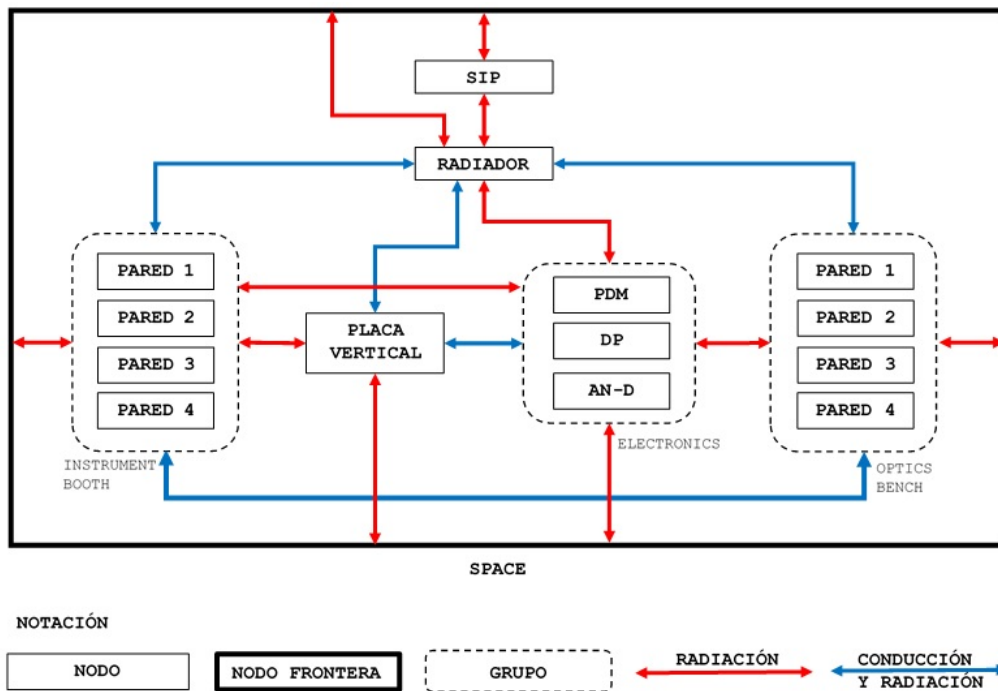 SIP
RADIADOR
PARED 1
PARED 2
PARED 3
PARED 4
INSTRUMENT
BOOTH
PLACA
VERTICAL
PDM
DP
AN-D
ELECTRONICS
PARED 1
PARED 2
PARED 3
PARED 4
OPTICS
BENCH
SPACE
NOTACIÓN
NODO
NODO FRONTERA
GRUPO
RADIACIÓN
CONDUCCIÓN
Y RADIACIÓN